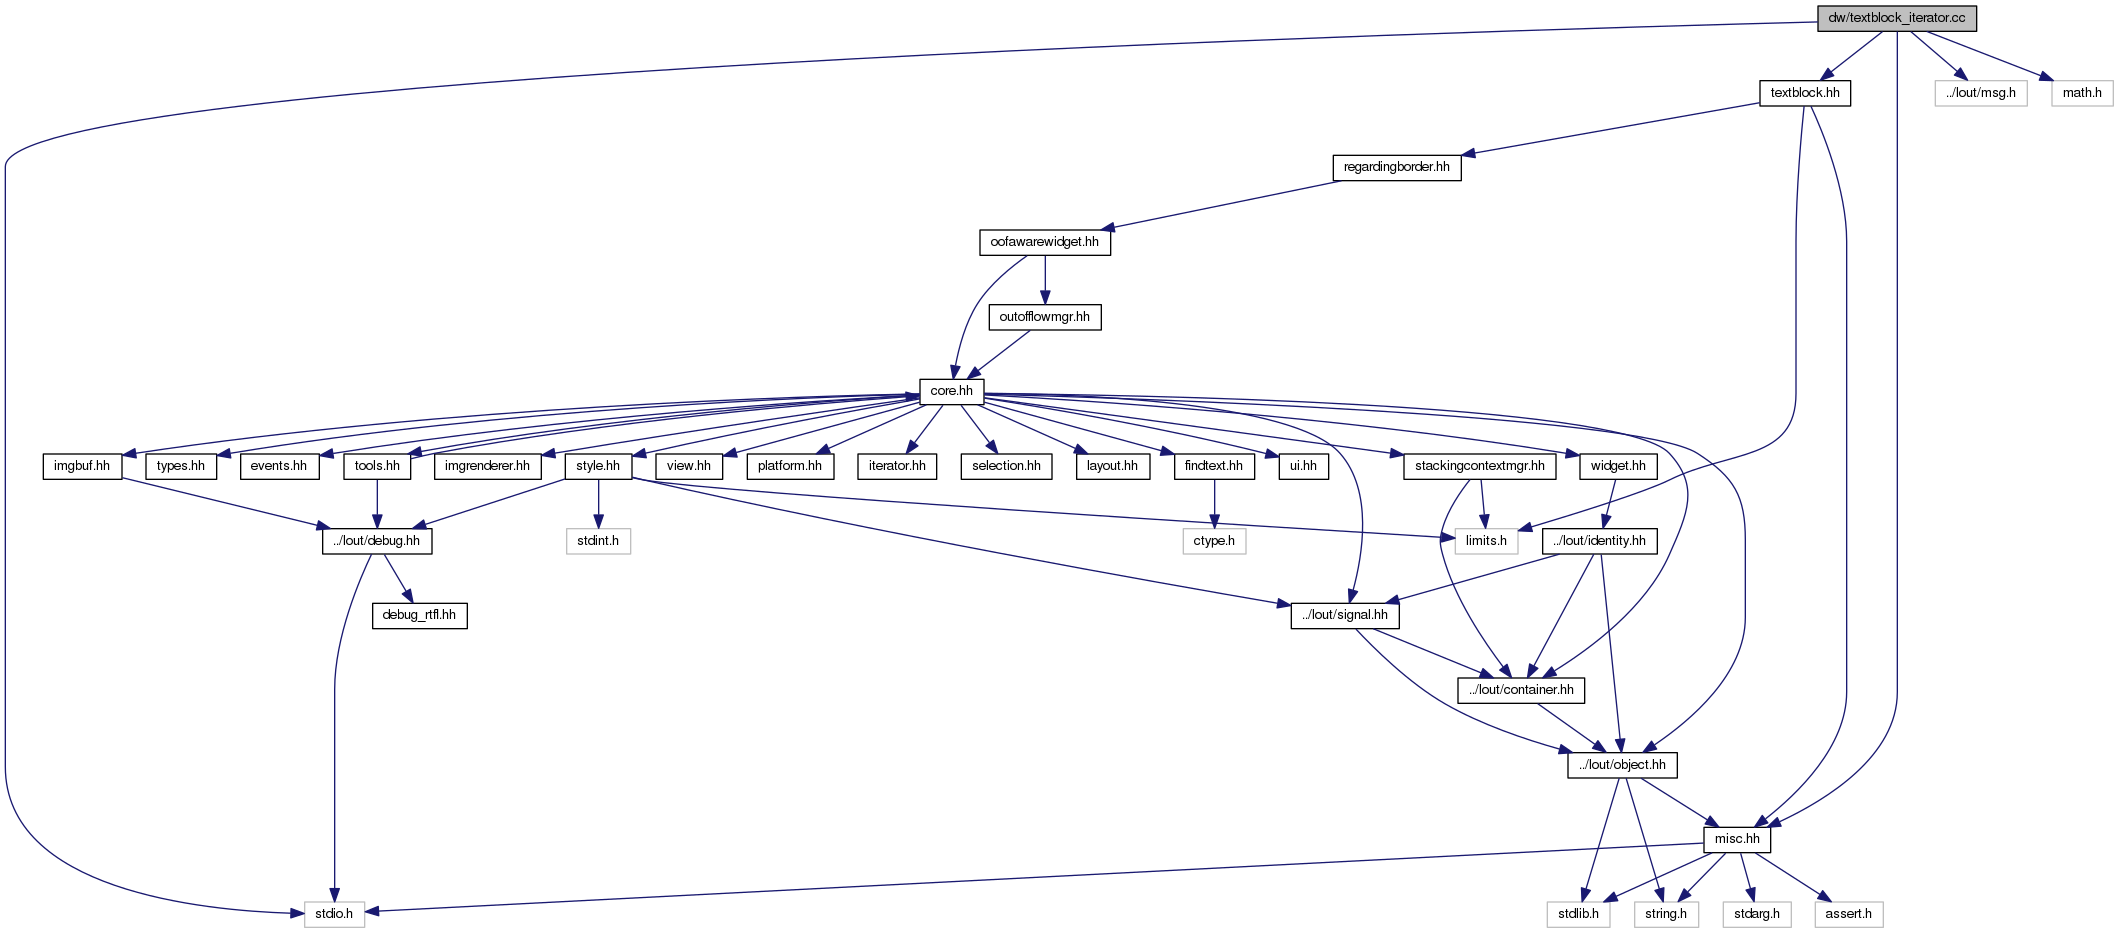 dw/textblock_iterator.cc
textblock.hh
../lout/msg.h
math.h
regardingborder.hh
oofawarewidget.hh
outofflowmgr.hh
core.hh
imgbuf.hh
types.hh
events.hh
tools.hh
imgrenderer.hh
style.hh
view.hh
platform.hh
iterator.hh
selection.hh
layout.hh
findtext.hh
ui.hh
stackingcontextmgr.hh
widget.hh
../lout/debug.hh
stdint.h
ctype.h
limits.h
../lout/identity.hh
debug_rtfl.hh
../lout/signal.hh
../lout/container.hh
../lout/object.hh
misc.hh
stdio.h
stdlib.h
string.h
stdarg.h
assert.h